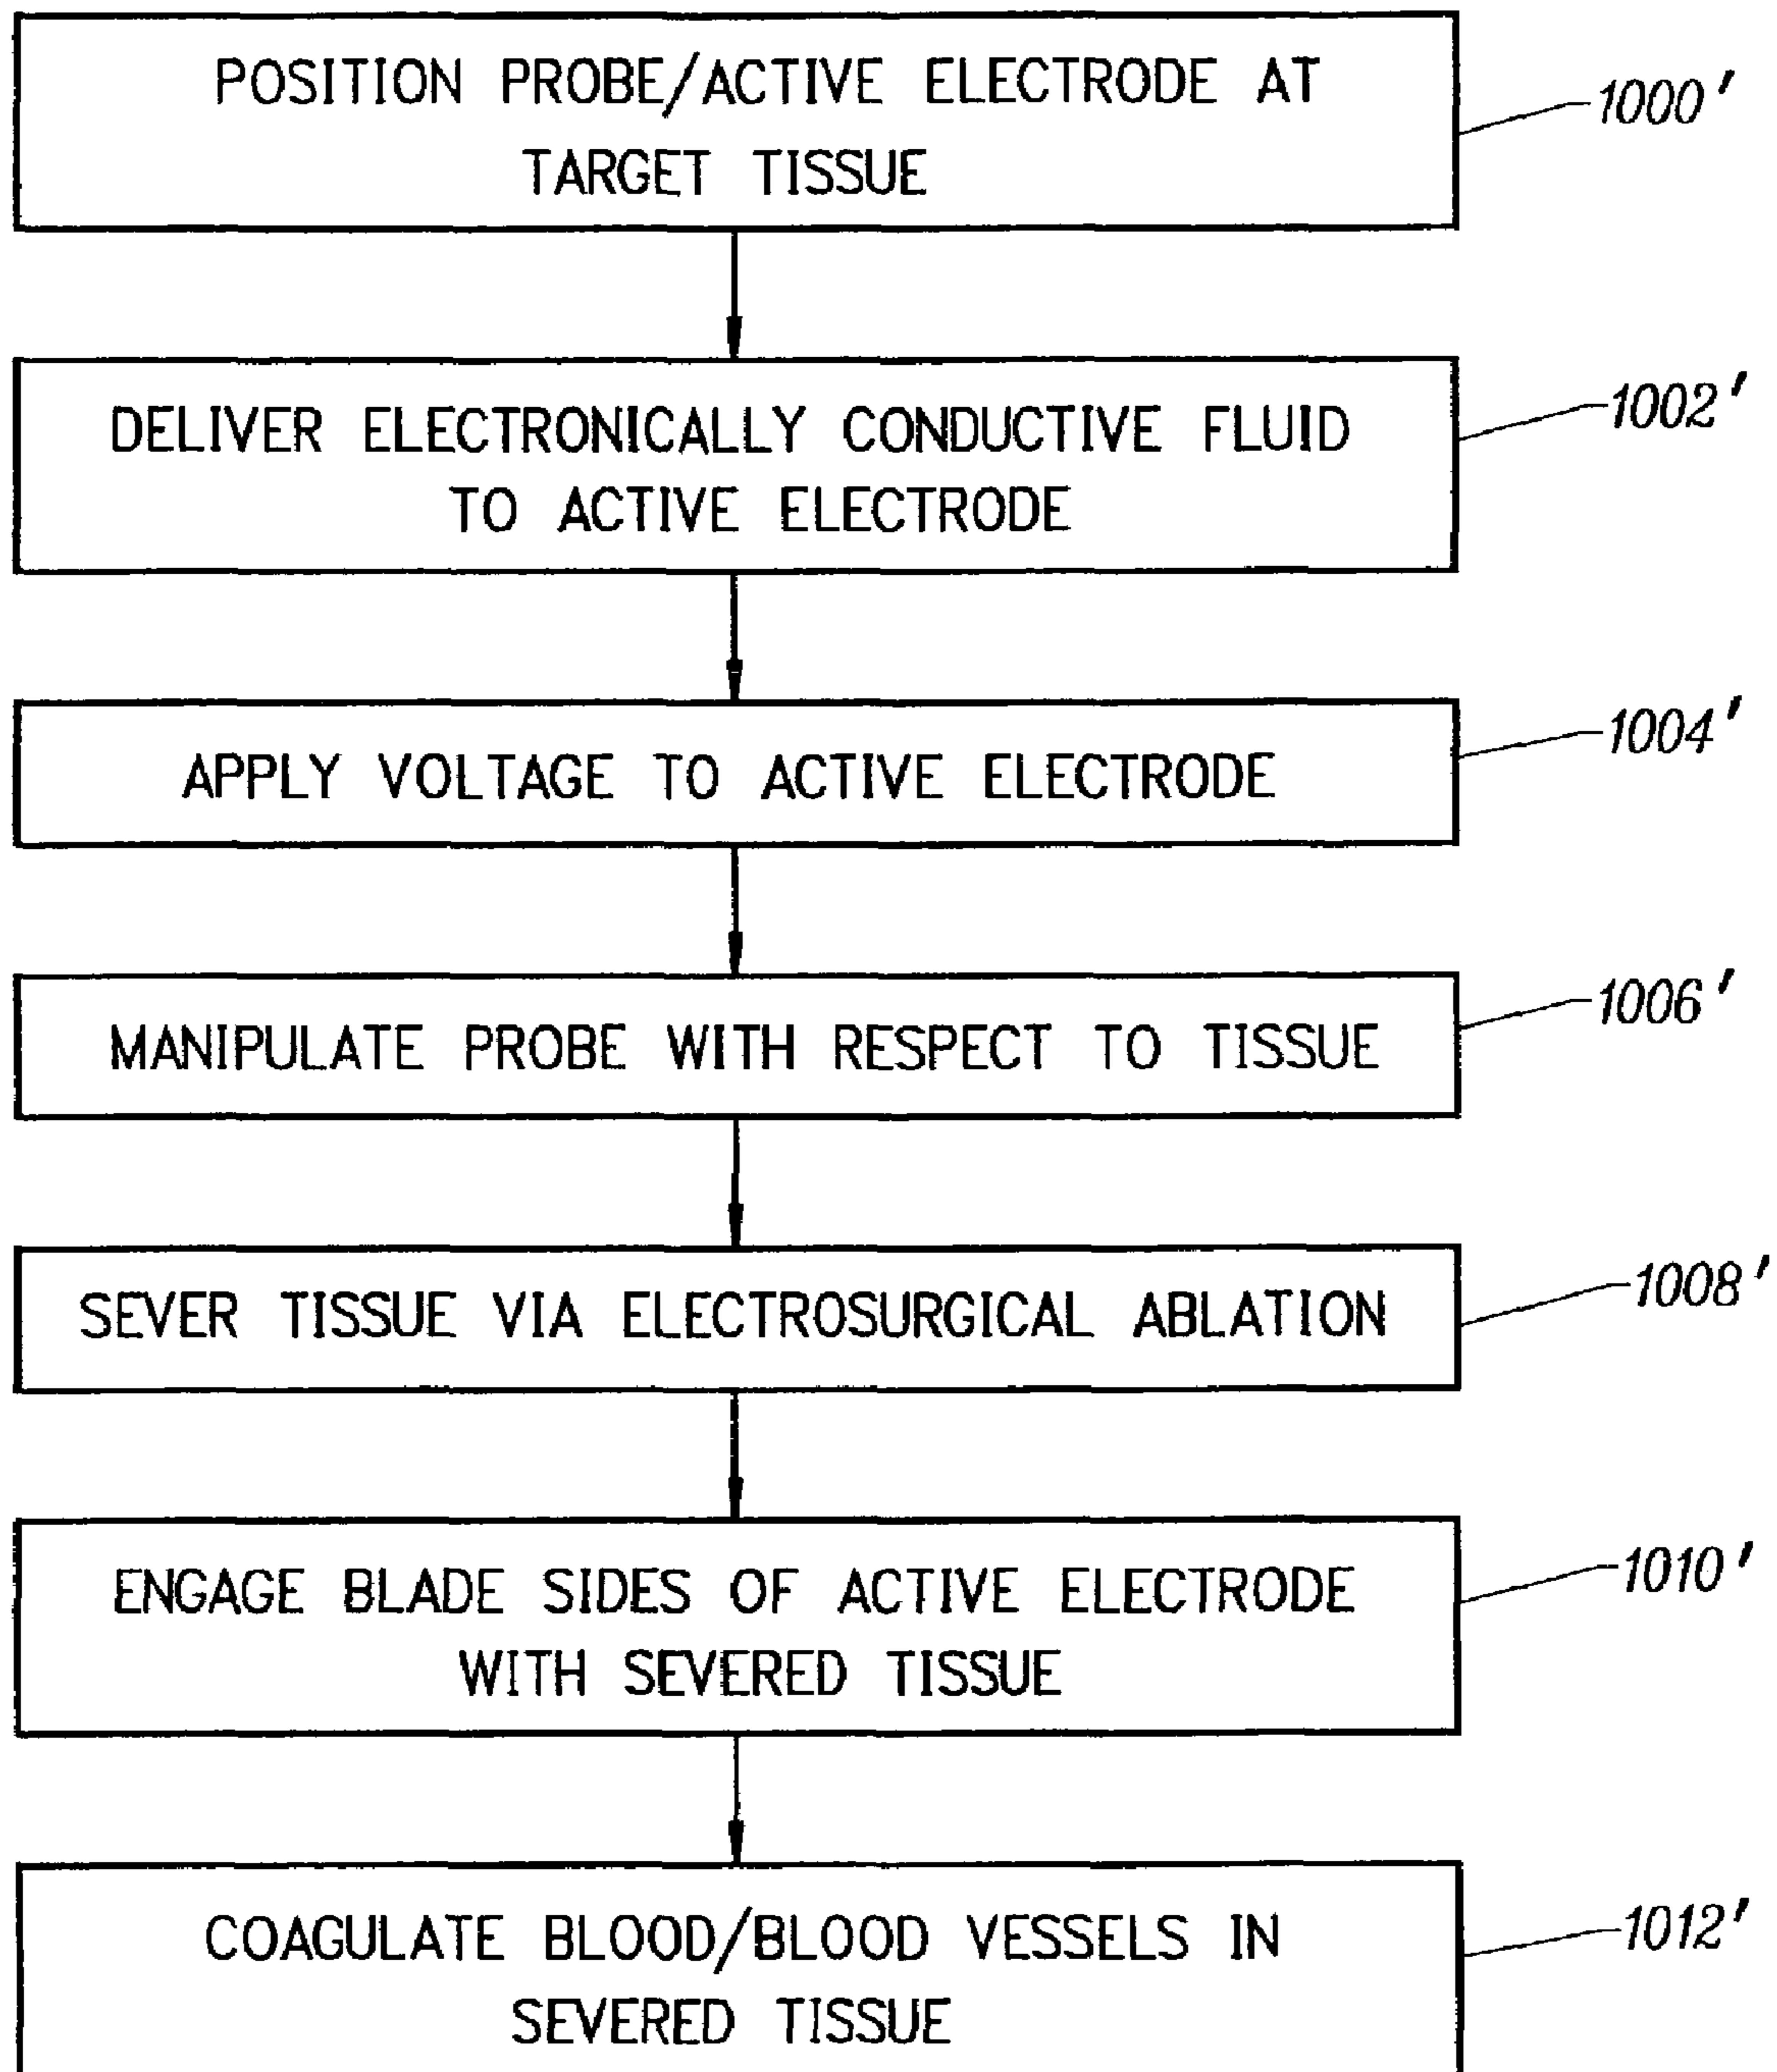 POSITION PROBE/ACTIVE ELECTRODE AT
TARGET TISSUE
1000'
DELIVER ELECTRONICALLY CONDUCTIVE FLUID
TO ACTIVE ELECTRODE
1002'
APPLY VOLTAGE TO ACTIVE ELECTRODE
1004'
MANIPULATE PROBE WITH RESPECT TO TISSUE
1006'
SEVER TISSUE VIA ELECTROSURGICAL ABLATION
1008'
ENGAGE BLADE SIDES OF ACTIVE ELECTRODE
WITH SEVERED TISSUE
1010'
COAGULATE BLOOD/BLOOD VESSELS IN
SEVERED TISSUE
1012'